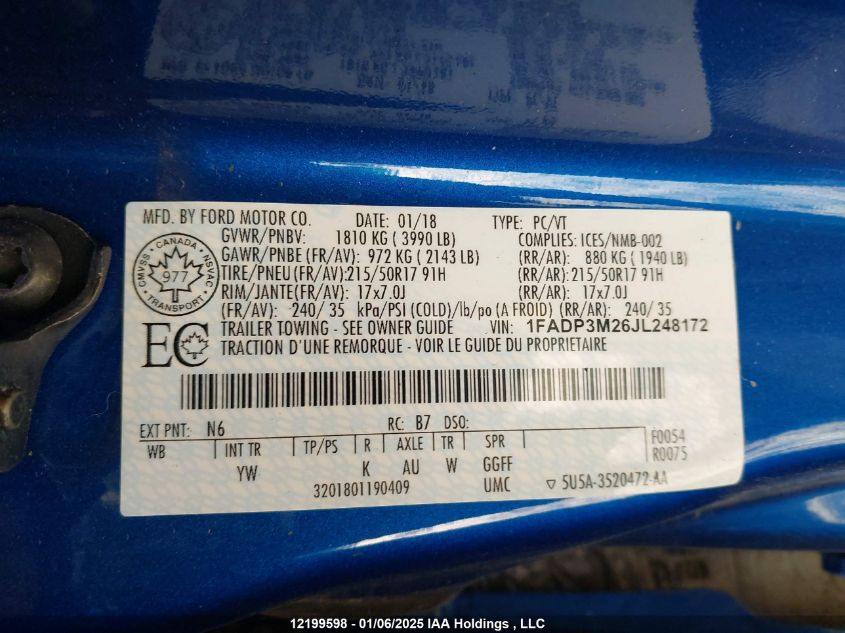 MFD. BY FORD MOTOR CO. DATE: 01/18 TYPE: PC/VT
GVWR/PNBV: 1810 KG ( 3990 LB) COMPLIES: ICES/NMB-002
GAWR/PNBE (FR/AV): 972 KG ( 2143 LB) (RR/AR): 880 KG ( 1940 LB)
TIRE/PNEU (FR/AV):215/50R17 91H (RR/AR): 215/50R17 91H
RIM/JANTE(FR/AV): 17x7.0J (RR/AR): 17x7.0J
(FR/AV): 240/ 35 kPa/PSI (COLD)/lb/po (A FROID) (RR/AR): 240/ 35
TRAILER TOWING - SEE OWNER GUIDE VIN: 1FADP3M26JL248172
TRACTION D'UNE REMORQUE - VOIR LE GUIDE DU PROPRIETAIRE
CANADA
CMVSS 977 NSVAC
TRANSPORT
EC
EXT PNT: N6 RC: B7 DSO:
WB INT TR TP/PS R AXLE TR SPR F0054
YW K AU W GGFF R0075
3201801190409 UMC ▽ 5U5A-3520472-AA
12199598 - 01/06/2025 IAA Holdings , LLC